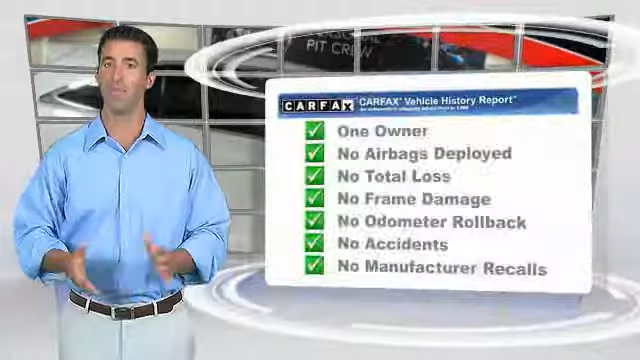 PIT CREW
CARFAX CARFAX Vehicle History Report™
One Owner
No Airbags Deployed
No Total Loss
No Frame Damage
No Odometer Rollback
No Accidents
No Manufacturer Recalls